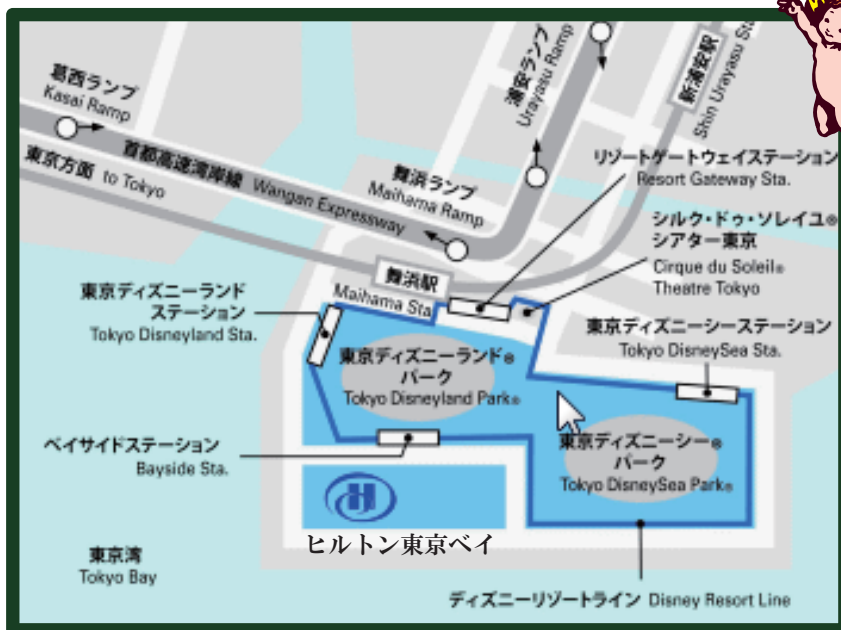 葛西ランプ
Kasai Ramp
浦安ランプ
Urayasu Ramp
新浦安駅
Shin Urayasu Sta
東京方面 to Tokyo
首都高速湾岸線 Wangan Expressway
舞浜ランプ
Maihama Ramp
リゾートゲートウェイステーション
Resort Gateway Sta.
シルク・ドゥ・ソレイユ®
シアター東京
Cirque du Soleil®
Theatre Tokyo
舞浜駅
Maihama Sta
東京ディズニーランド
ステーション
Tokyo Disneyland Sta.
東京ディズニーシーステーション
Tokyo DisneySea Sta.
東京ディズニーランド®
パーク
Tokyo Disneyland Park®
ベイサイドステーション
Bayside Sta.
東京ディズニーシー®
パーク
Tokyo DisneySea Park®
H
ヒルトン東京ベイ
東京湾
Tokyo Bay
ディズニーリゾートライン Disney Resort Line